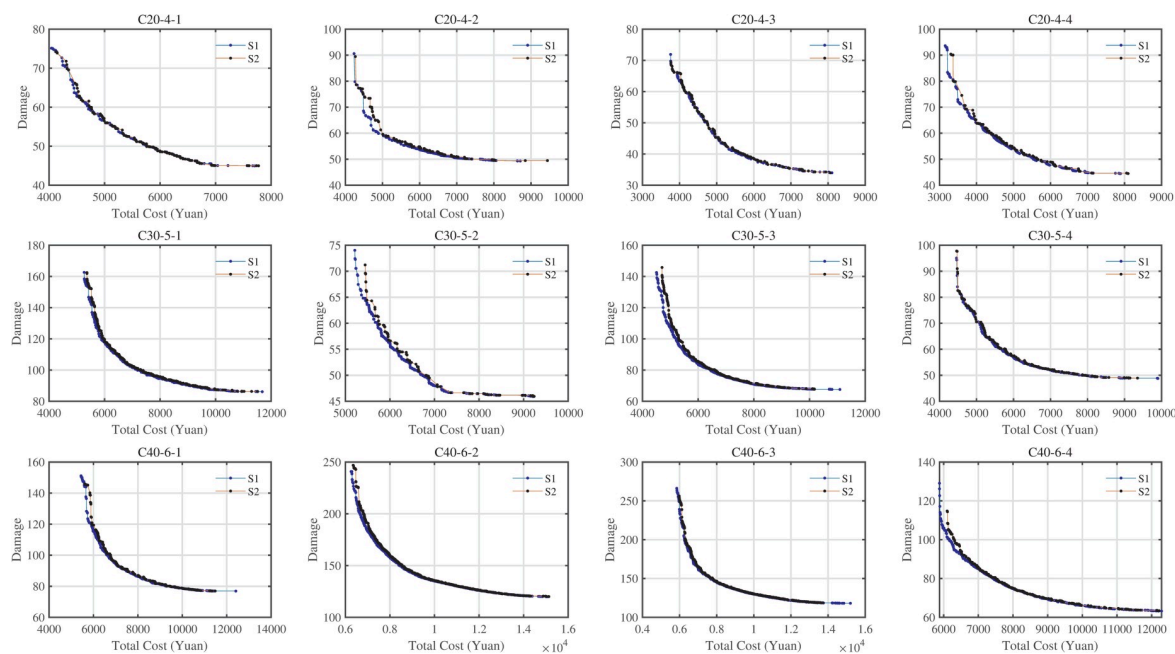 C20-4-1
80
70
60
50
40
Damage
S1
S2
4000 5000 6000 7000 8000
Total Cost (Yuan)
C20-4-2
100
90
80
70
60
50
40
Damage
S1
S2
4000 5000 6000 7000 8000 9000 10000
Total Cost (Yuan)
C20-4-3
80
70
60
50
40
30
Damage
S1
S2
3000 4000 5000 6000 7000 8000 9000
Total Cost (Yuan)
C20-4-4
100
90
80
70
60
50
40
Damage
S1
S2
3000 4000 5000 6000 7000 8000 9000
Total Cost (Yuan)
C30-5-1
180
160
140
120
100
80
Damage
S1
S2
4000 6000 8000 10000 12000
Total Cost (Yuan)
C30-5-2
75
70
65
60
55
50
45
Damage
S1
S2
5000 6000 7000 8000 9000 10000
Total Cost (Yuan)
C30-5-3
160
140
120
100
80
60
Damage
S1
S2
4000 6000 8000 10000 12000
Total Cost (Yuan)
C30-5-4
100
90
80
70
60
50
40
Damage
S1
S2
4000 5000 6000 7000 8000 9000 10000
Total Cost (Yuan)
C40-6-1
160
140
120
100
80
60
Damage
S1
S2
4000 6000 8000 10000 12000 14000
Total Cost (Yuan)
C40-6-2
250
200
150
100
Damage
S1
S2
0.6 0.8 1 1.2 1.4 1.6
×10⁴
Total Cost (Yuan)
C40-6-3
300
250
200
150
100
Damage
S1
S2
0.4 0.6 0.8 1 1.2 1.4 1.6
×10⁴
Total Cost (Yuan)
C40-6-4
140
120
100
80
60
Damage
S1
S2
6000 7000 8000 9000 10000 11000 12000
Total Cost (Yuan)